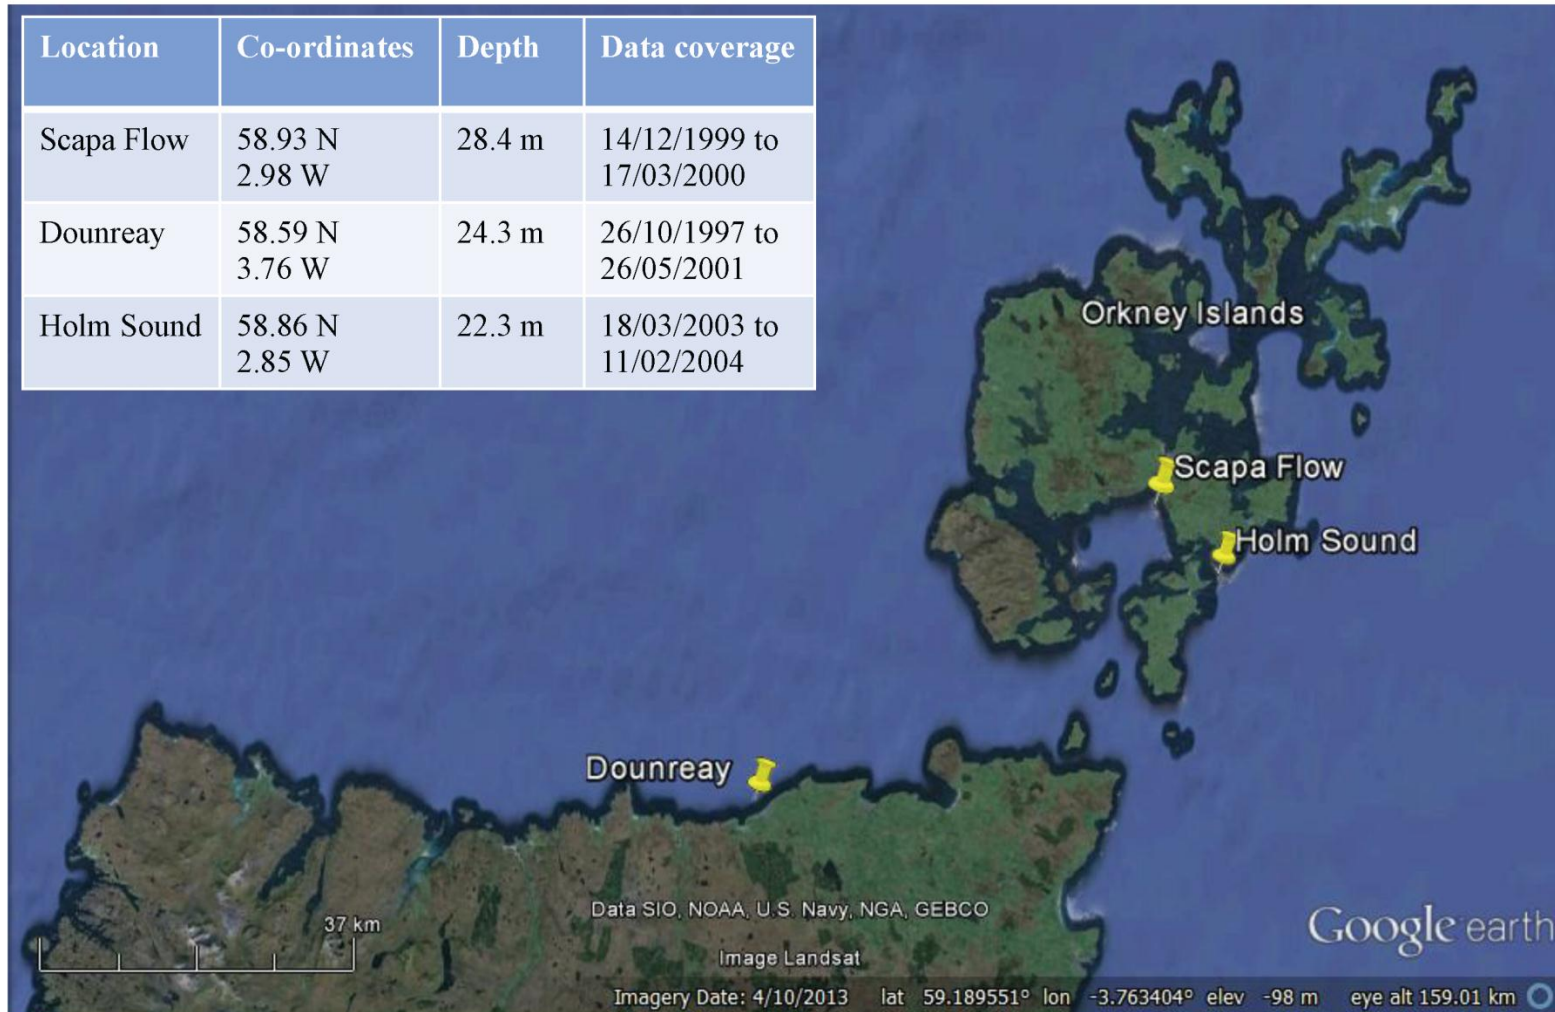 Location Co-ordinates Depth Data coverage
Scapa Flow 58.93 N 28.4 m 14/12/1999 to
2.98 W 17/03/2000
Dounreay 58.59 N 24.3 m 26/10/1997 to
3.76 W 26/05/2001
Holm Sound 58.86 N 22.3 m 18/03/2003 to
2.85 W 11/02/2004
Orkney Islands
Scapa Flow
Holm Sound
Dounreay
37 km
Data SIO, NOAA, U.S. Navy, NGA, GEBCO
Google earth
Image Landsat
Imagery Date: 4/10/2013 lat 59.189551° lon -3.763404° elev -98 m eye alt 159.01 km